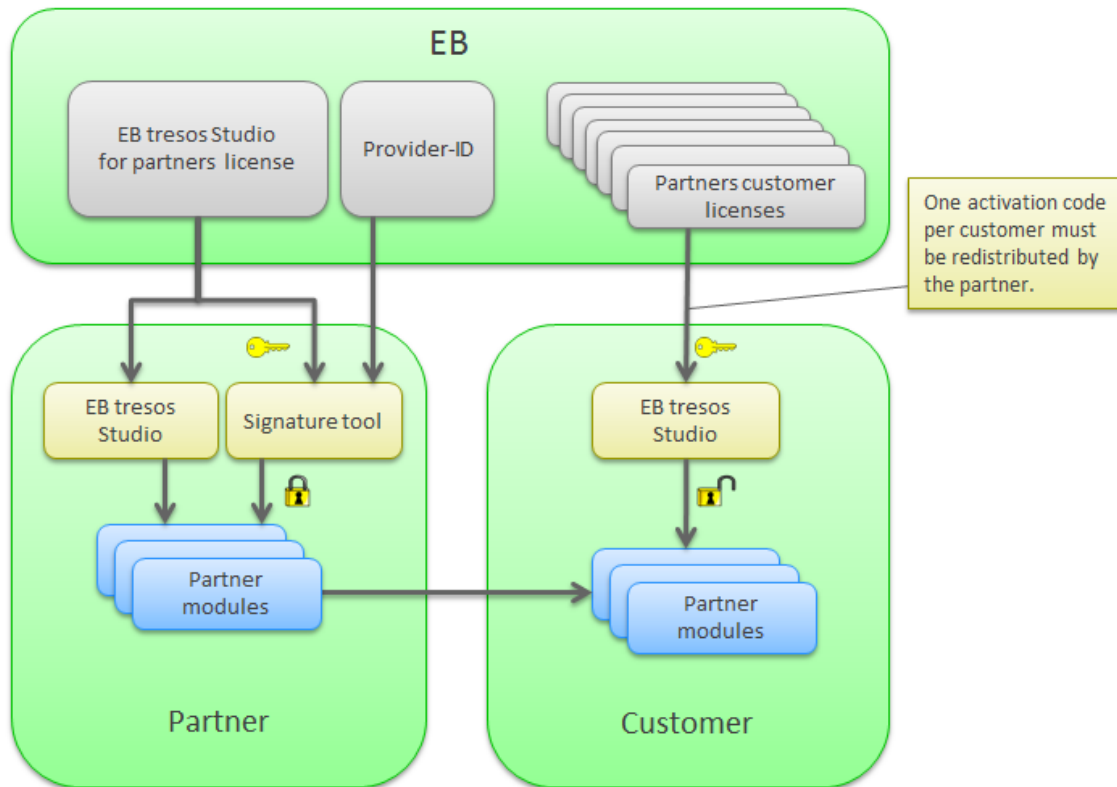 EB
EB tresos Studio
for partners license
Provider-ID
Partners customer
licenses
One activation code
per customer must
be redistributed by
the partner.
EB tresos
Studio
Signature tool
EB tresos
Studio
Partner
modules
Partner
modules
Partner
Customer